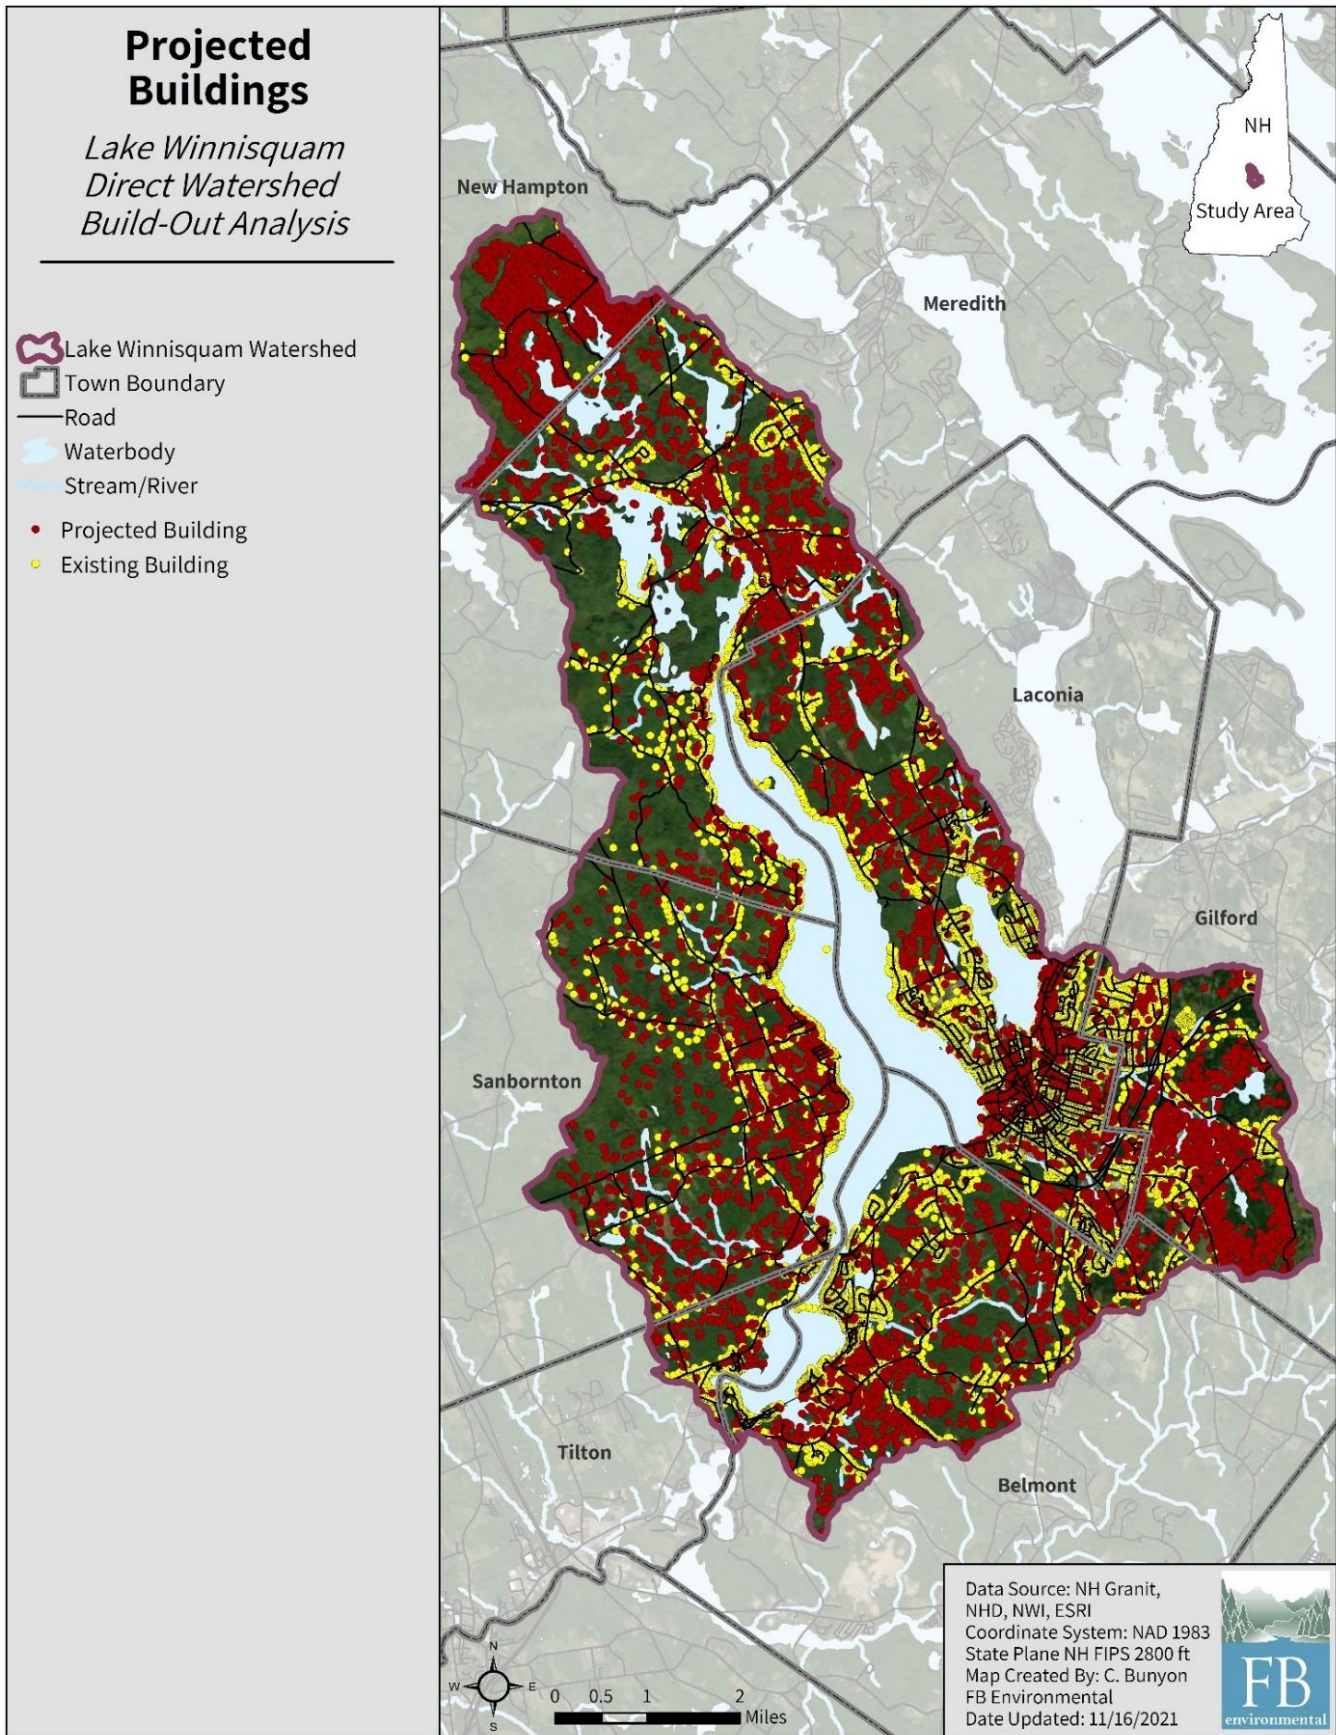 Projected
Buildings
Lake Winnisquam
Direct Watershed
Build-Out Analysis
Lake Winnisquam Watershed
Town Boundary
Road
Waterbody
Stream/River
Projected Building
Existing Building
New Hampton
Meredith
NH
Study Area
Laconia
Gilford
Sanbornton
Tilton
Belmont
N
W
E
S
0 0.5 1 2
Miles
Data Source: NH Granit,
NHD, NWI, ESRI
Coordinate System: NAD 1983
State Plane NH FIPS 2800 ft
Map Created By: C. Bunyon
FB Environmental
Date Updated: 11/16/2021
FB
environmental